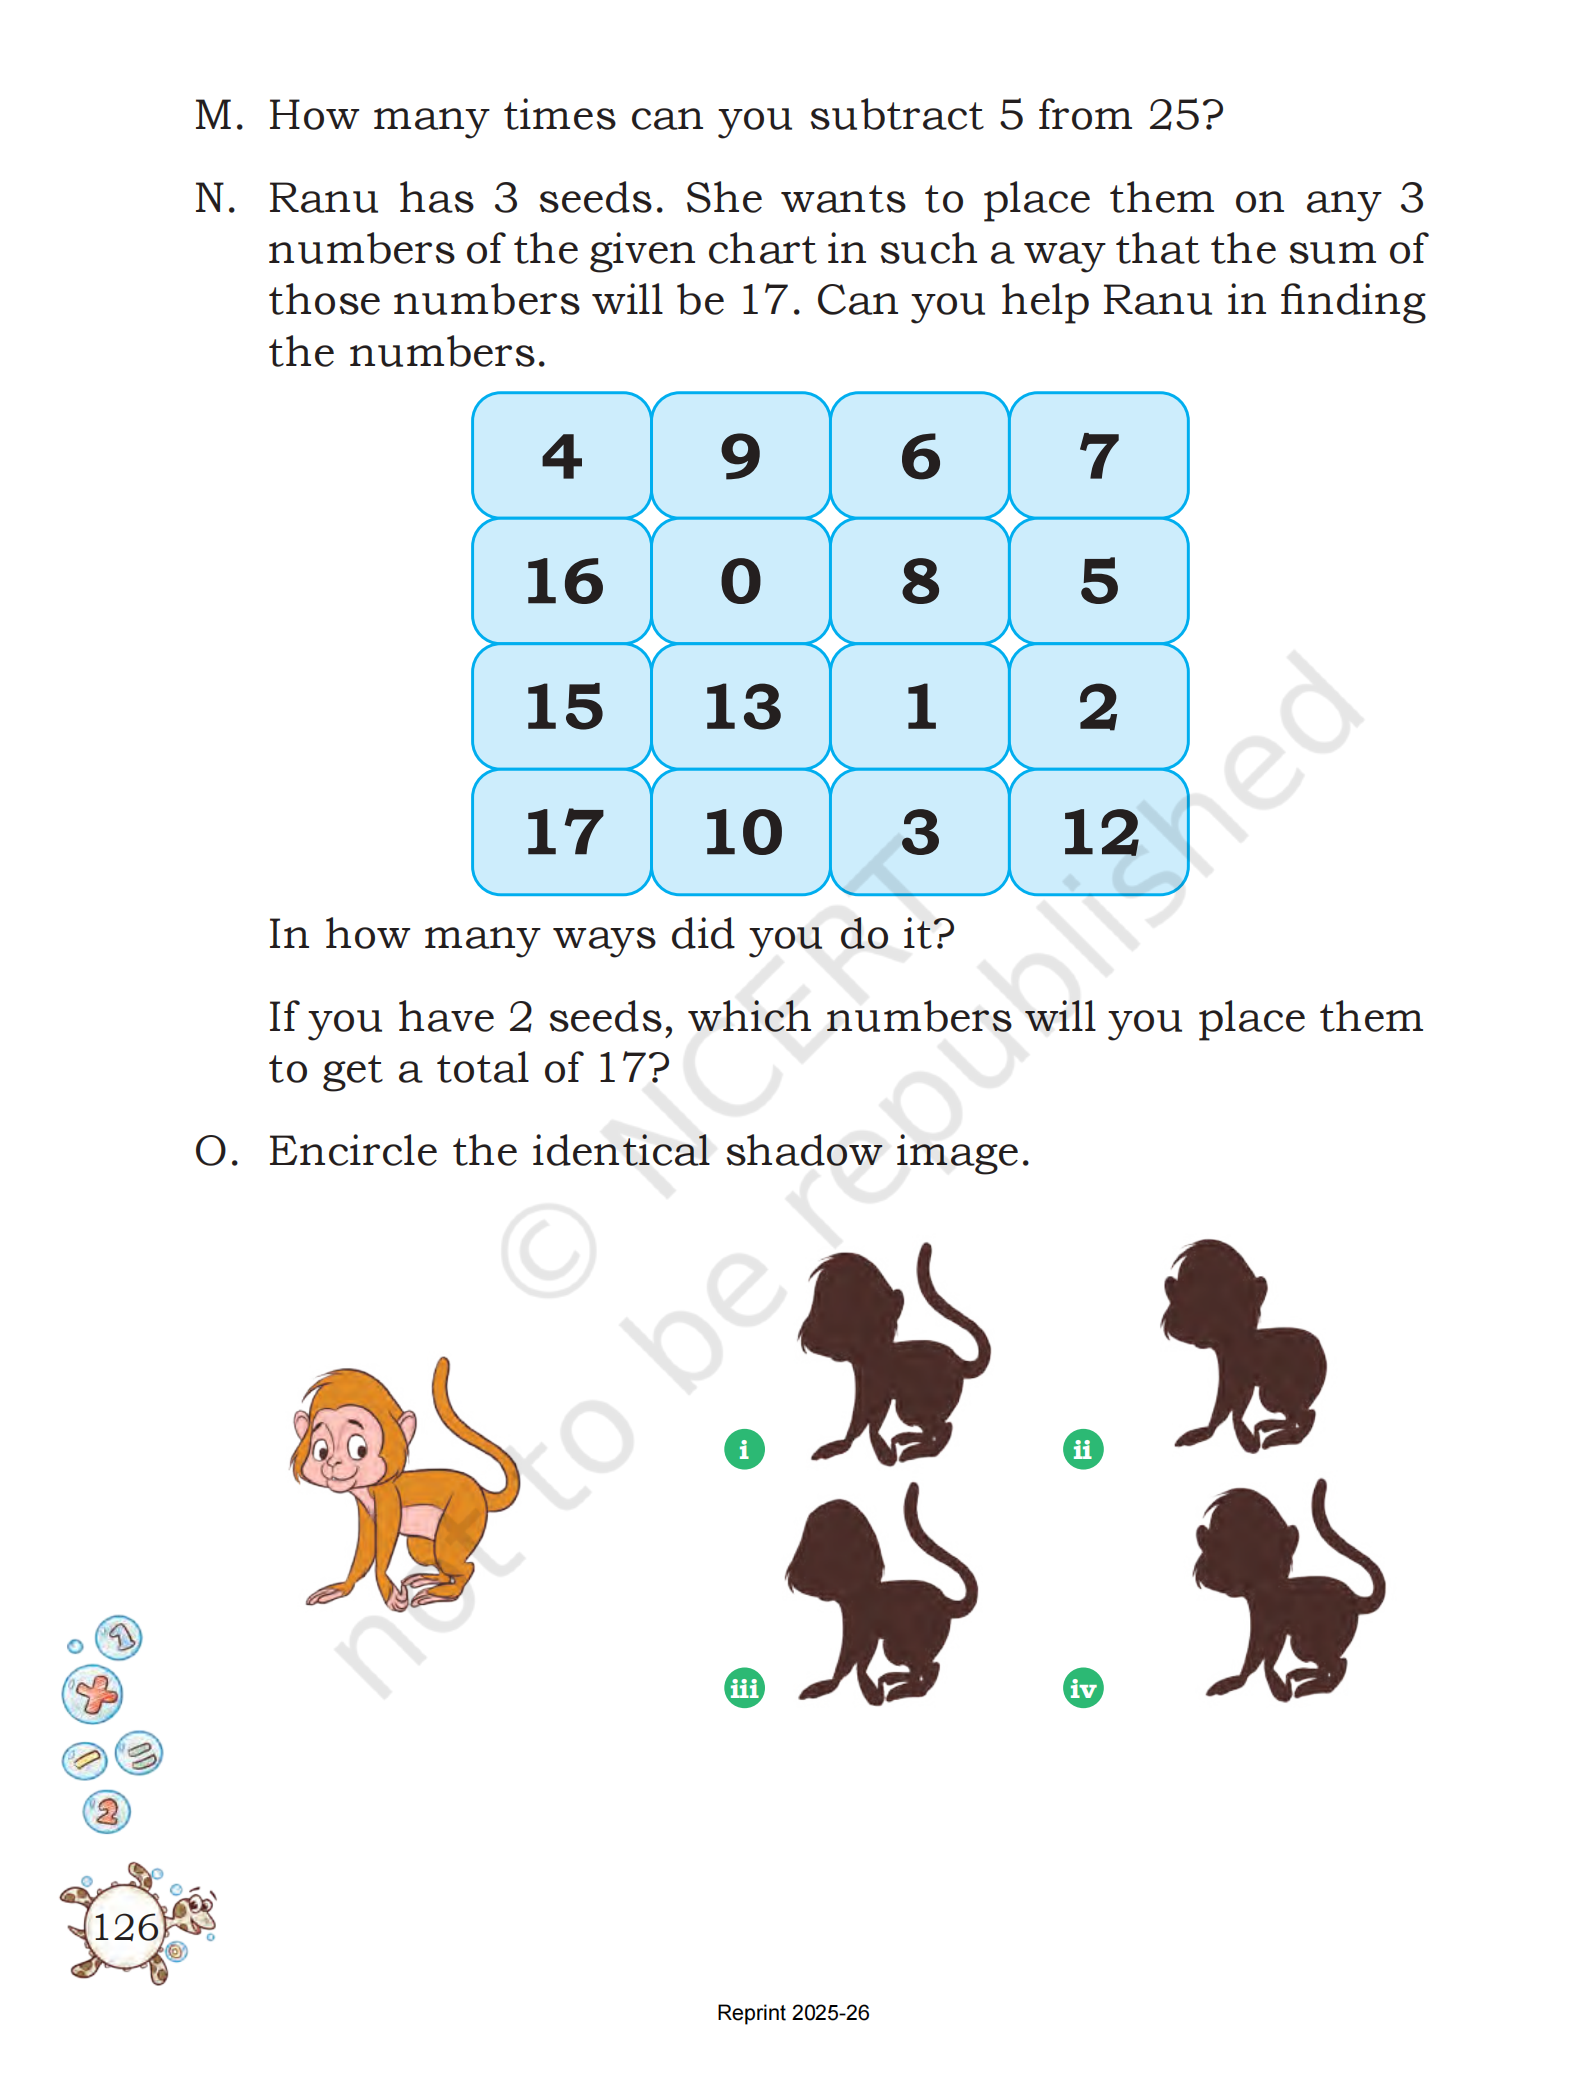 M. How many times can you subtract 5 from 25?
N. Ranu has 3 seeds. She wants to place them on any 3
numbers of the given chart in such a way that the sum of
those numbers will be 17. Can you help Ranu in finding
the numbers.
4 9 6 7
16 0 8 5
15 13 1 2
17 10 3 12
In how many ways did you do it?
If you have 2 seeds, which numbers will you place them
to get a total of 17?
O. Encircle the identical shadow image.
i
ii
iii
iv
1
2
126
© NCERT
not to be republished
Reprint 2025-26